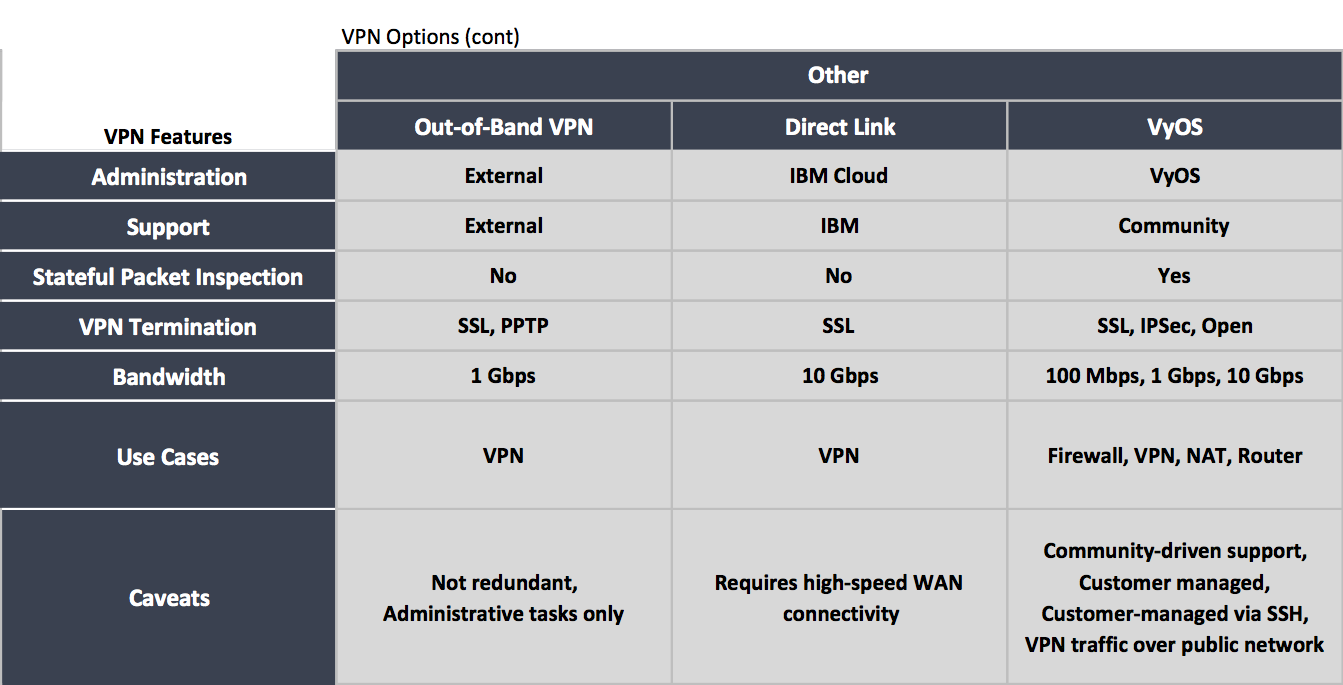 VPN Options (cont)
Other
VPN Features
Out-of-Band VPN
Direct Link
VyOS
Administration
External
IBM Cloud
VyOS
Support
External
IBM
Community
Stateful Packet Inspection
No
No
Yes
VPN Termination
SSL, PPTP
SSL
SSL, IPSec, Open
Bandwidth
1 Gbps
10 Gbps
100 Mbps, 1 Gbps, 10 Gbps
Use Cases
VPN
VPN
Firewall, VPN, NAT, Router
Caveats
Not redundant,
Administrative tasks only
Requires high-speed WAN
connectivity
Community-driven support,
Customer managed,
Customer-managed via SSH,
VPN traffic over public network